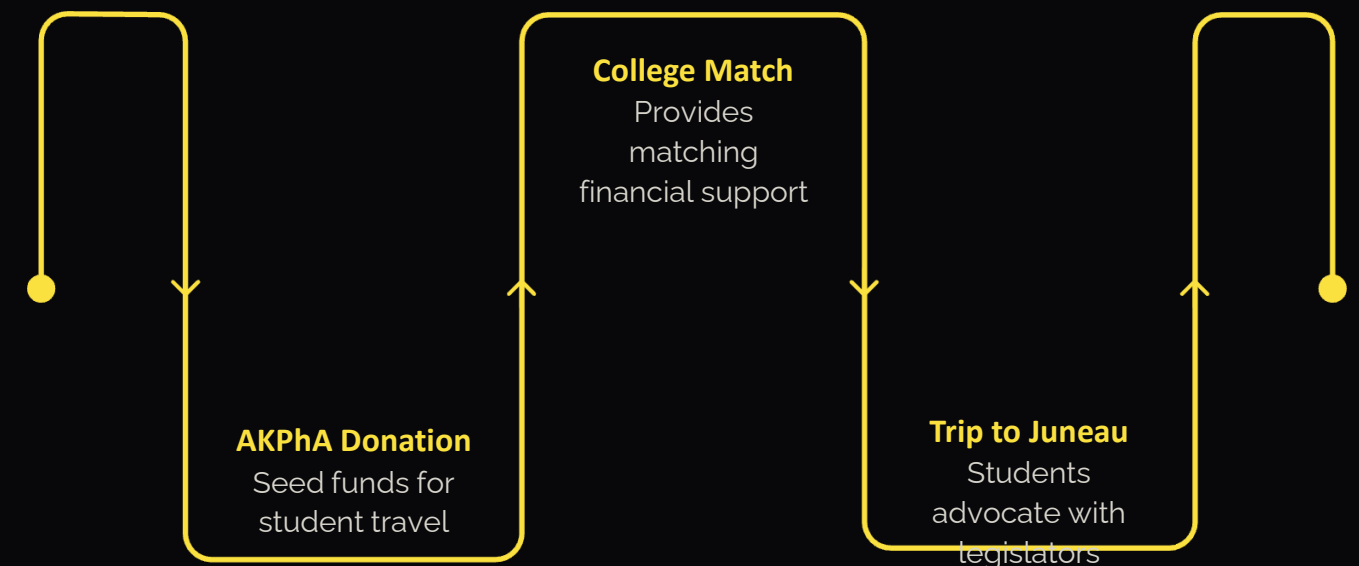 College Match
Provides
matching
financial support
AKPhA Donation
Seed funds for
student travel
Trip to Juneau
Students
advocate with
legislators